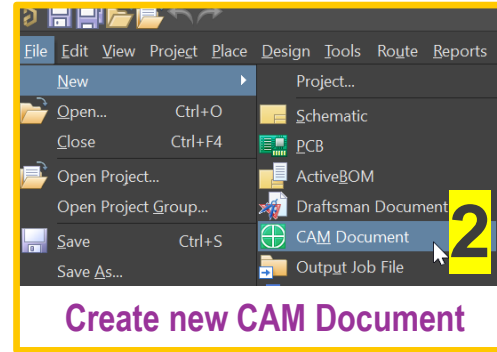 File Edit View Project Place Design Tools Route Reports
New Project...
Open... Ctrl+O Schematic
Close Ctrl+F4 PCB
Open Project... ActiveBOM
Open Project Group... Draftsman Document
Save Ctrl+S CAM Document 2
Save As... Output Job File
Create new CAM Document